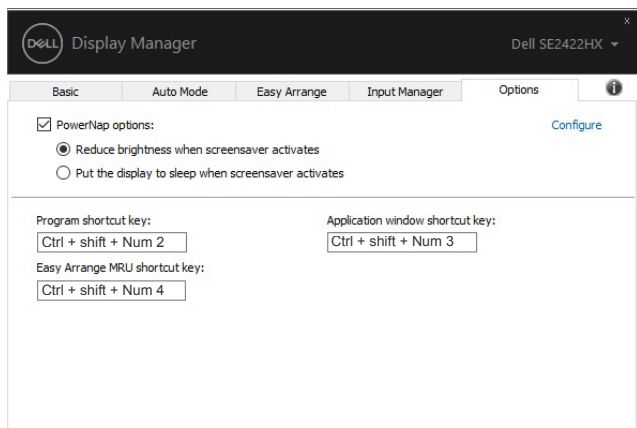 x
DELL Display Manager Dell SE2422HX
Basic Auto Mode Easy Arrange Input Manager Options i
PowerNap options: Configure
Reduce brightness when screensaver activates
Put the display to sleep when screensaver activates
Program shortcut key: Application window shortcut key:
Ctrl + shift + Num 2 Ctrl + shift + Num 3
Easy Arrange MRU shortcut key:
Ctrl + shift + Num 4